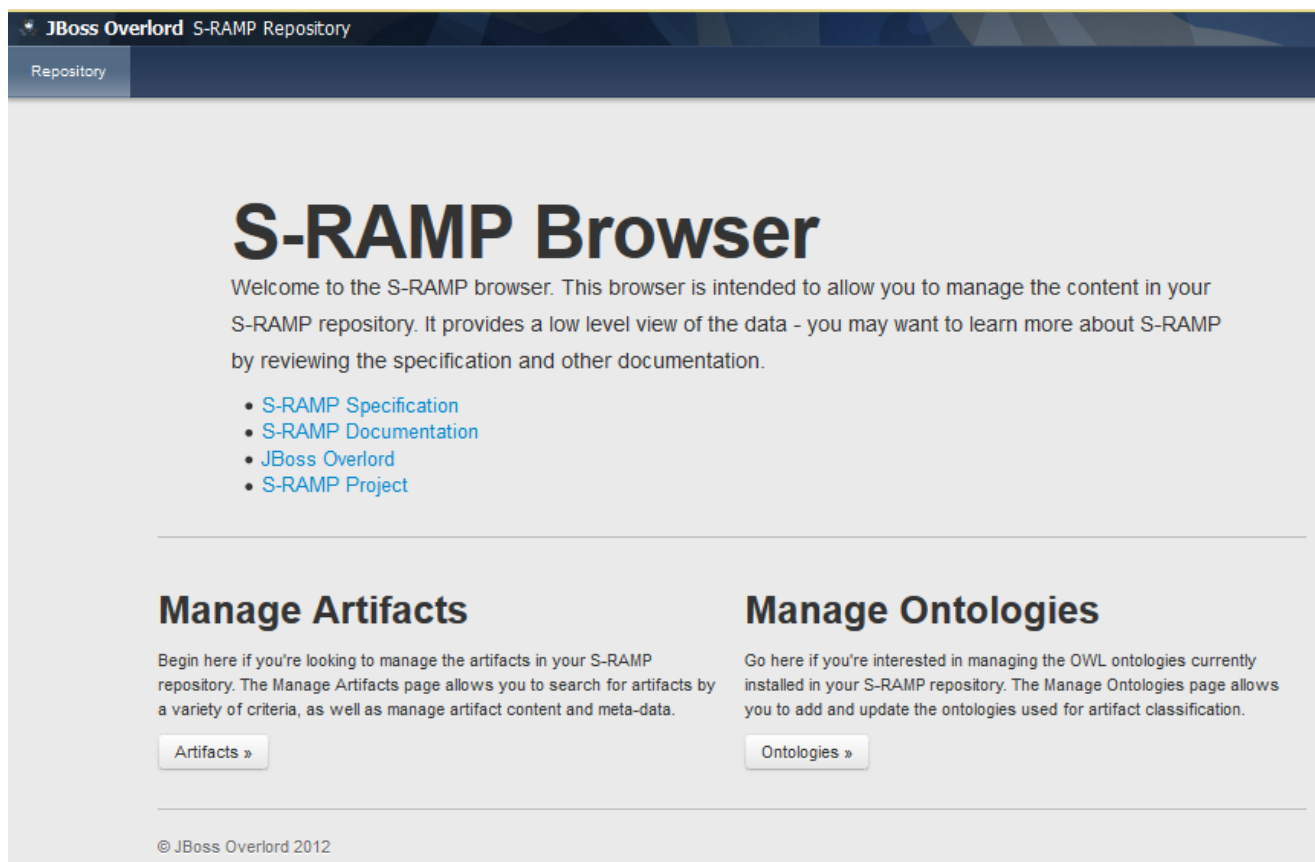 JBoss Overlord S-RAMP Repository
Repository
S-RAMP Browser
Welcome to the S-RAMP browser. This browser is intended to allow you to manage the content in your
S-RAMP repository. It provides a low level view of the data - you may want to learn more about S-RAMP
by reviewing the specification and other documentation.
• S-RAMP Specification
• S-RAMP Documentation
• JBoss Overlord
• S-RAMP Project
Manage Artifacts
Begin here if you're looking to manage the artifacts in your S-RAMP
repository. The Manage Artifacts page allows you to search for artifacts by
a variety of criteria, as well as manage artifact content and meta-data.
Artifacts »
Manage Ontologies
Go here if you're interested in managing the OWL ontologies currently
installed in your S-RAMP repository. The Manage Ontologies page allows
you to add and update the ontologies used for artifact classification.
Ontologies »
© JBoss Overlord 2012